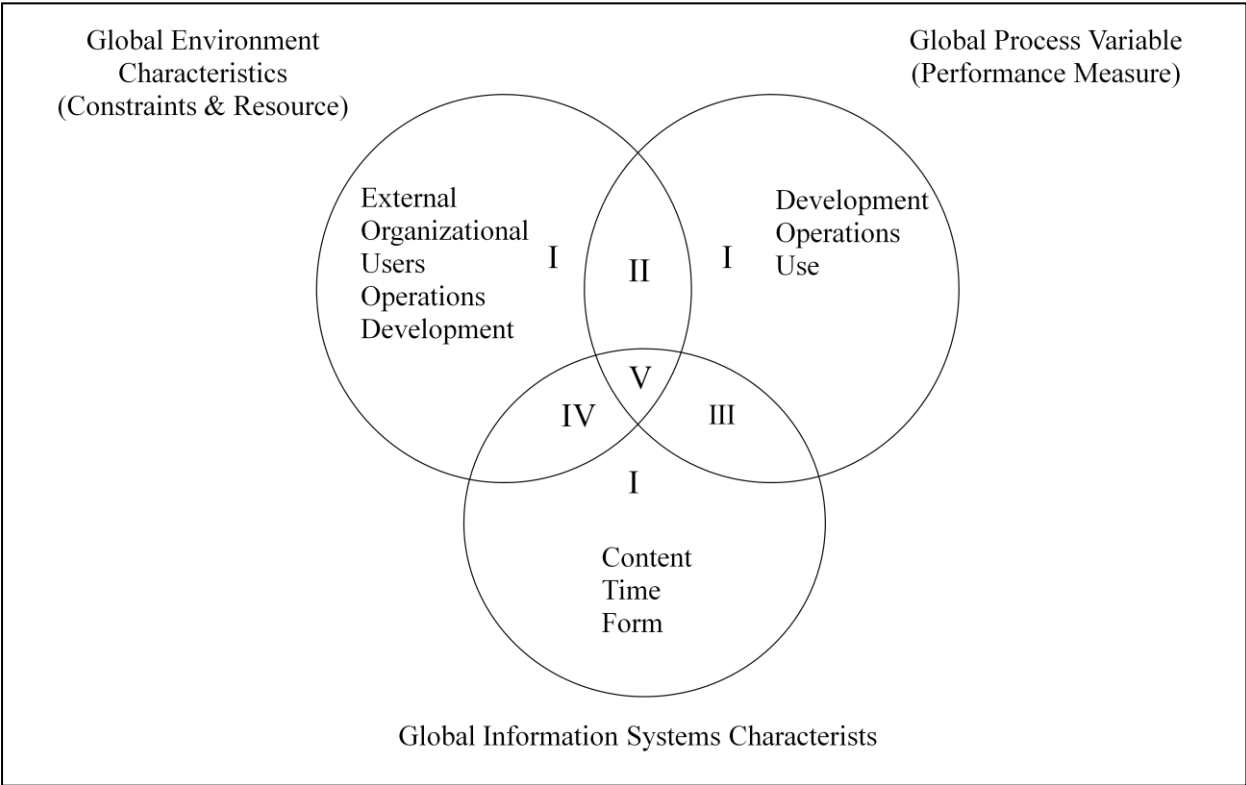 Global Environment
Characteristics
(Constraints & Resource)
Global Process Variable
(Performance Measure)
External
Organizational
Users
Operations
Development
I
II
I
Development
Operations
Use
V
IV
III
I
Content
Time
Form
Global Information Systems Characterists